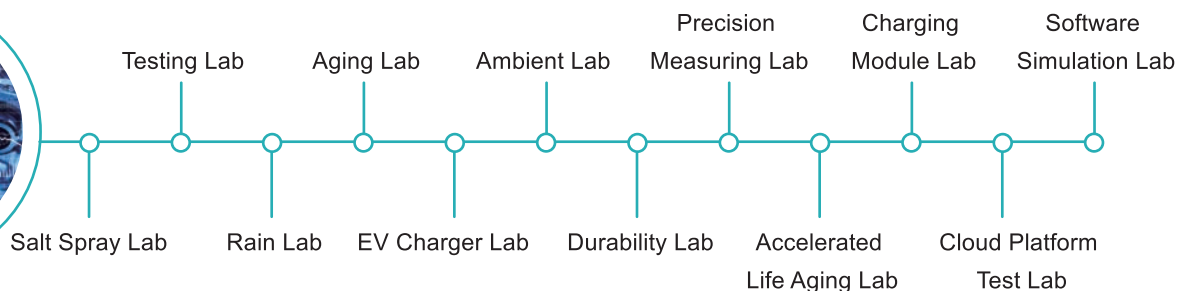 Precision
Charging
Software
Testing Lab
Aging Lab
Ambient Lab
Measuring Lab
Module Lab
Simulation Lab
Salt Spray Lab
Rain Lab
EV Charger Lab
Durability Lab
Accelerated
Cloud Platform
Life Aging Lab
Test Lab